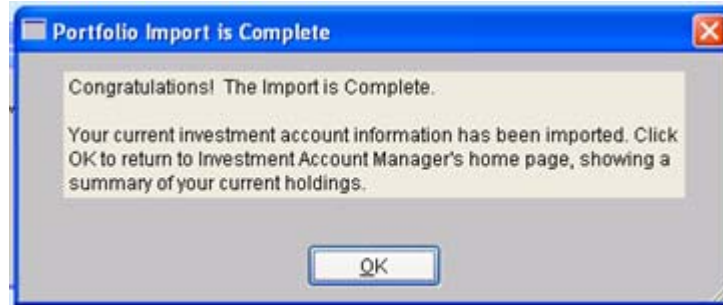 Portfolio Import is Complete
Congratulations! The Import is Complete.
Your current investment account information has been imported. Click
OK to return to Investment Account Manager's home page, showing a
summary of your current holdings.
OK